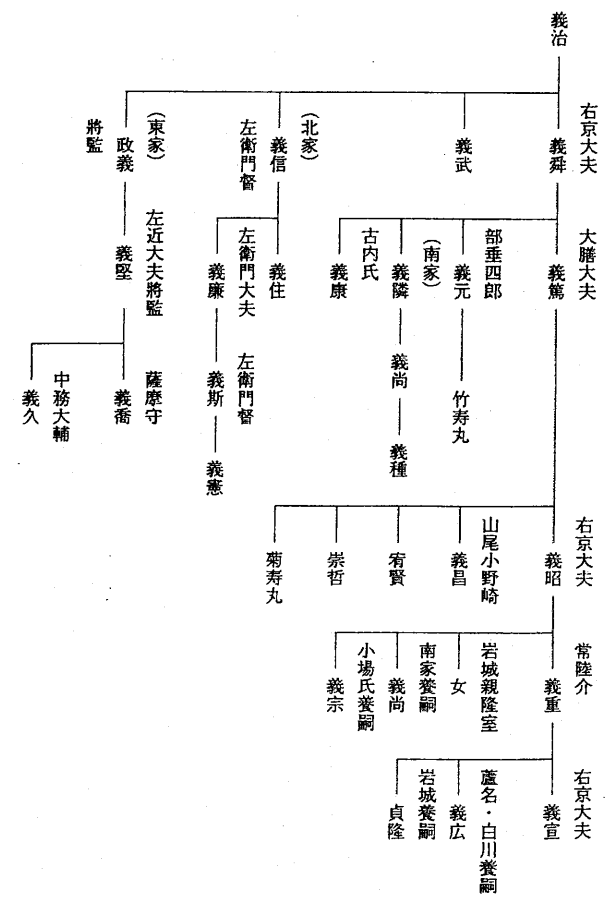 義治
右京大夫
義舜
義武
（北家）
義信
左衛門督
（東家）
政義
將監
大膳大夫
義篤
部垂四郎
義元
（南家）
義隣
古内氏
義康
義住
左衛門大夫
義廉
左近大夫將監
義堅
竹寿丸
義尚
義種
左衛門督
義斯
義憲
薩摩守
義喬
中務大輔
義久
右京大夫
義昭
山尾小野崎
義昌
宥賢
崇哲
菊寿丸
常陸介
義重
岩城親隆室
女
南家養嗣
義尚
小場氏養嗣
義宗
右京大夫
義宣
蘆名・白川養嗣
義広
岩城養嗣
貞隆